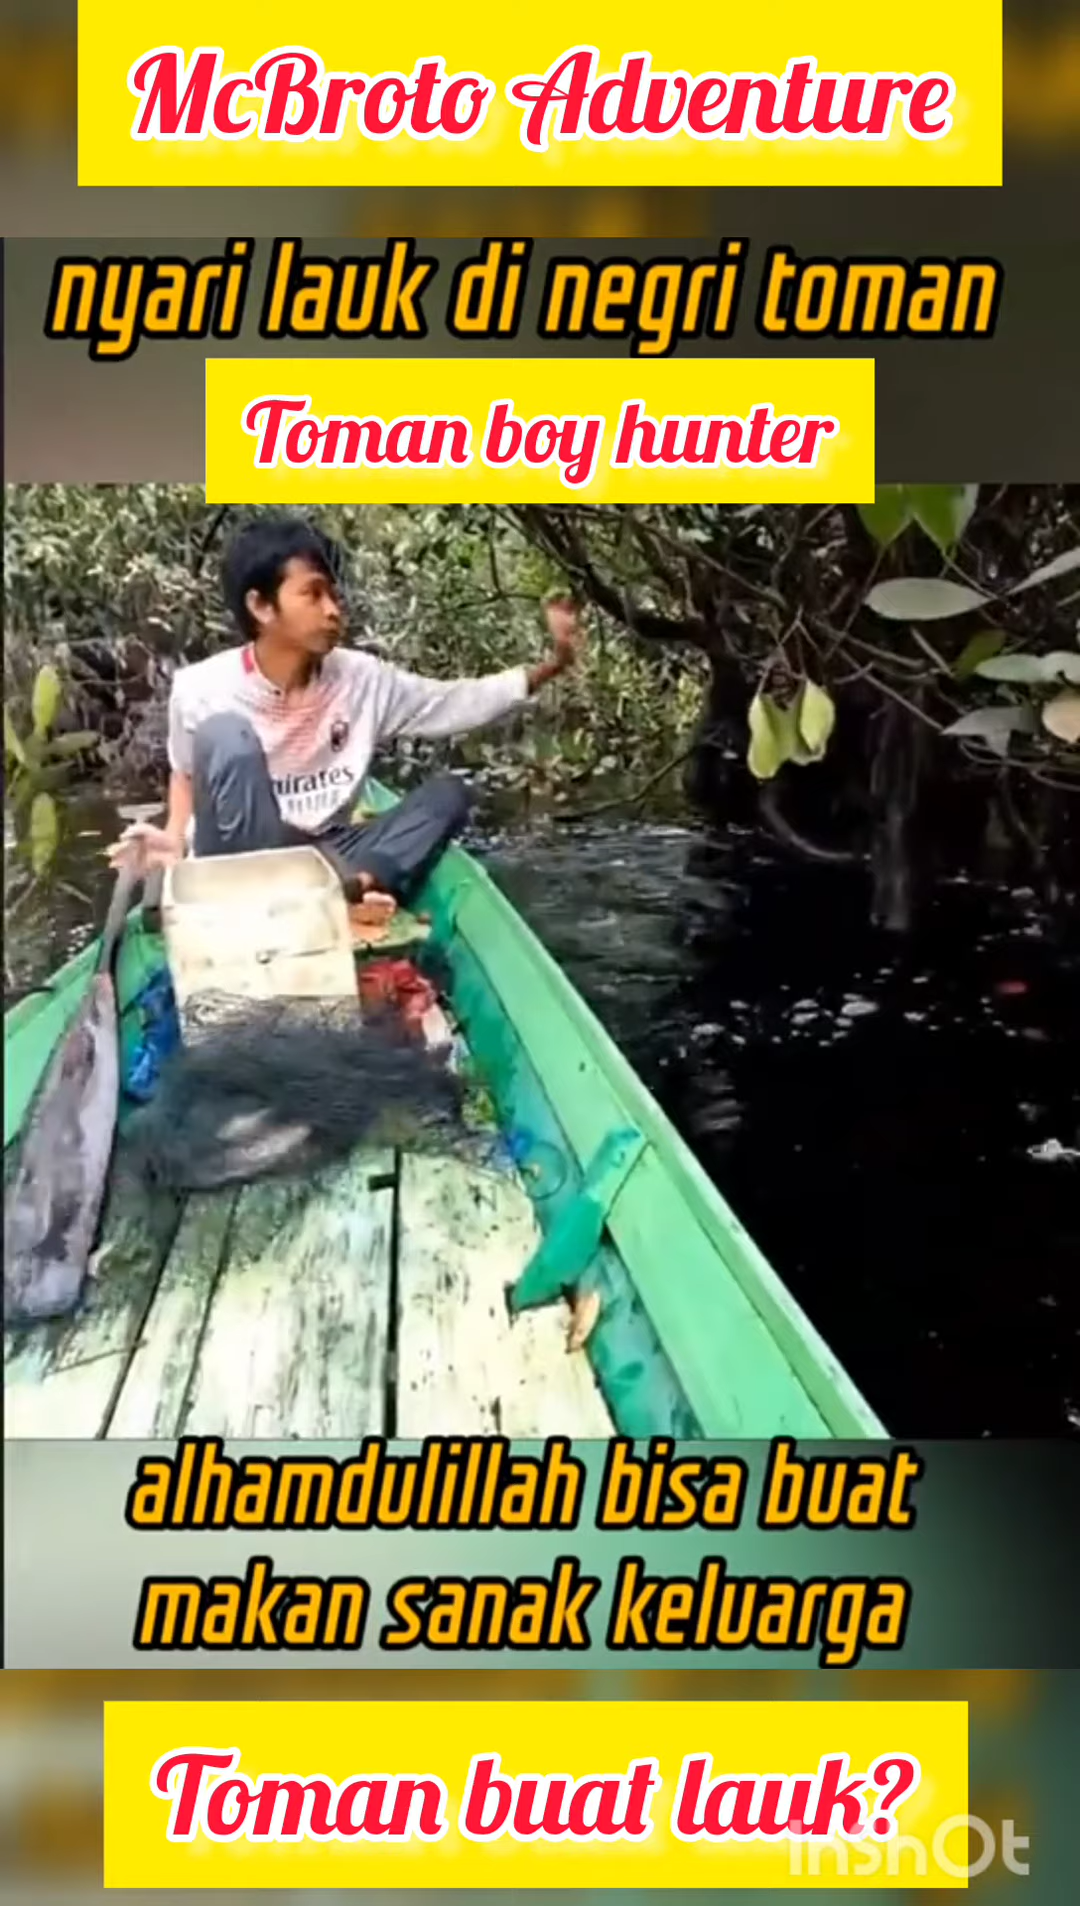 McBroto Adventure
nyari lauk di negri toman
Toman boy hunter
alhamdulillah bisa buat
makan sanak keluarga
Toman buat lauk?
InShOt